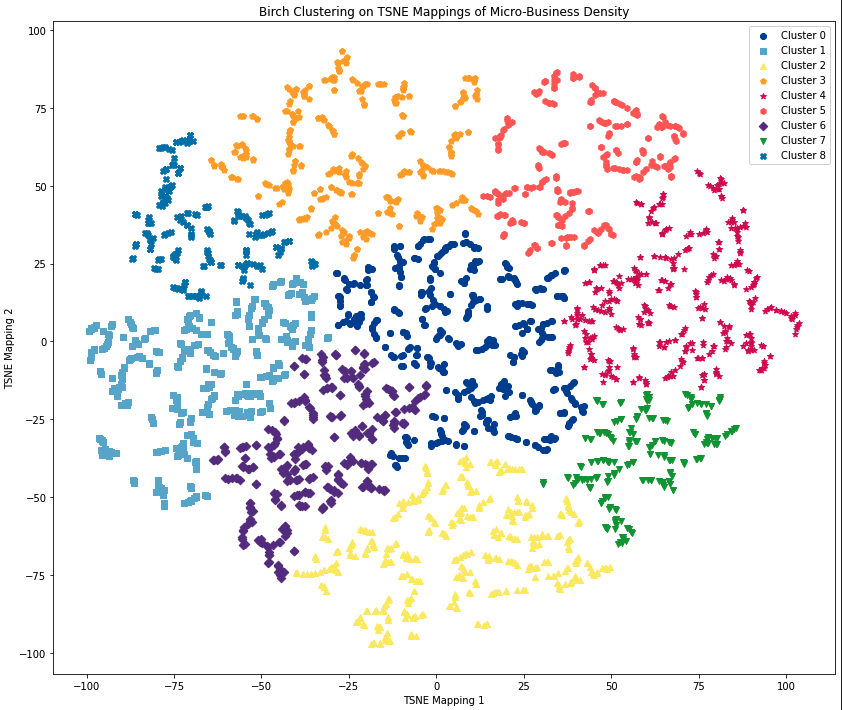 Birch Clustering on TSNE Mappings of Micro-Business Density
Cluster 0
Cluster 1
Cluster 2
Cluster 3
Cluster 4
Cluster 5
Cluster 6
Cluster 7
Cluster 8
TSNE Mapping 2
100
75
50
25
0
−25
−50
−75
−100
−100
−75
−50
−25
0
25
50
75
100
TSNE Mapping 1